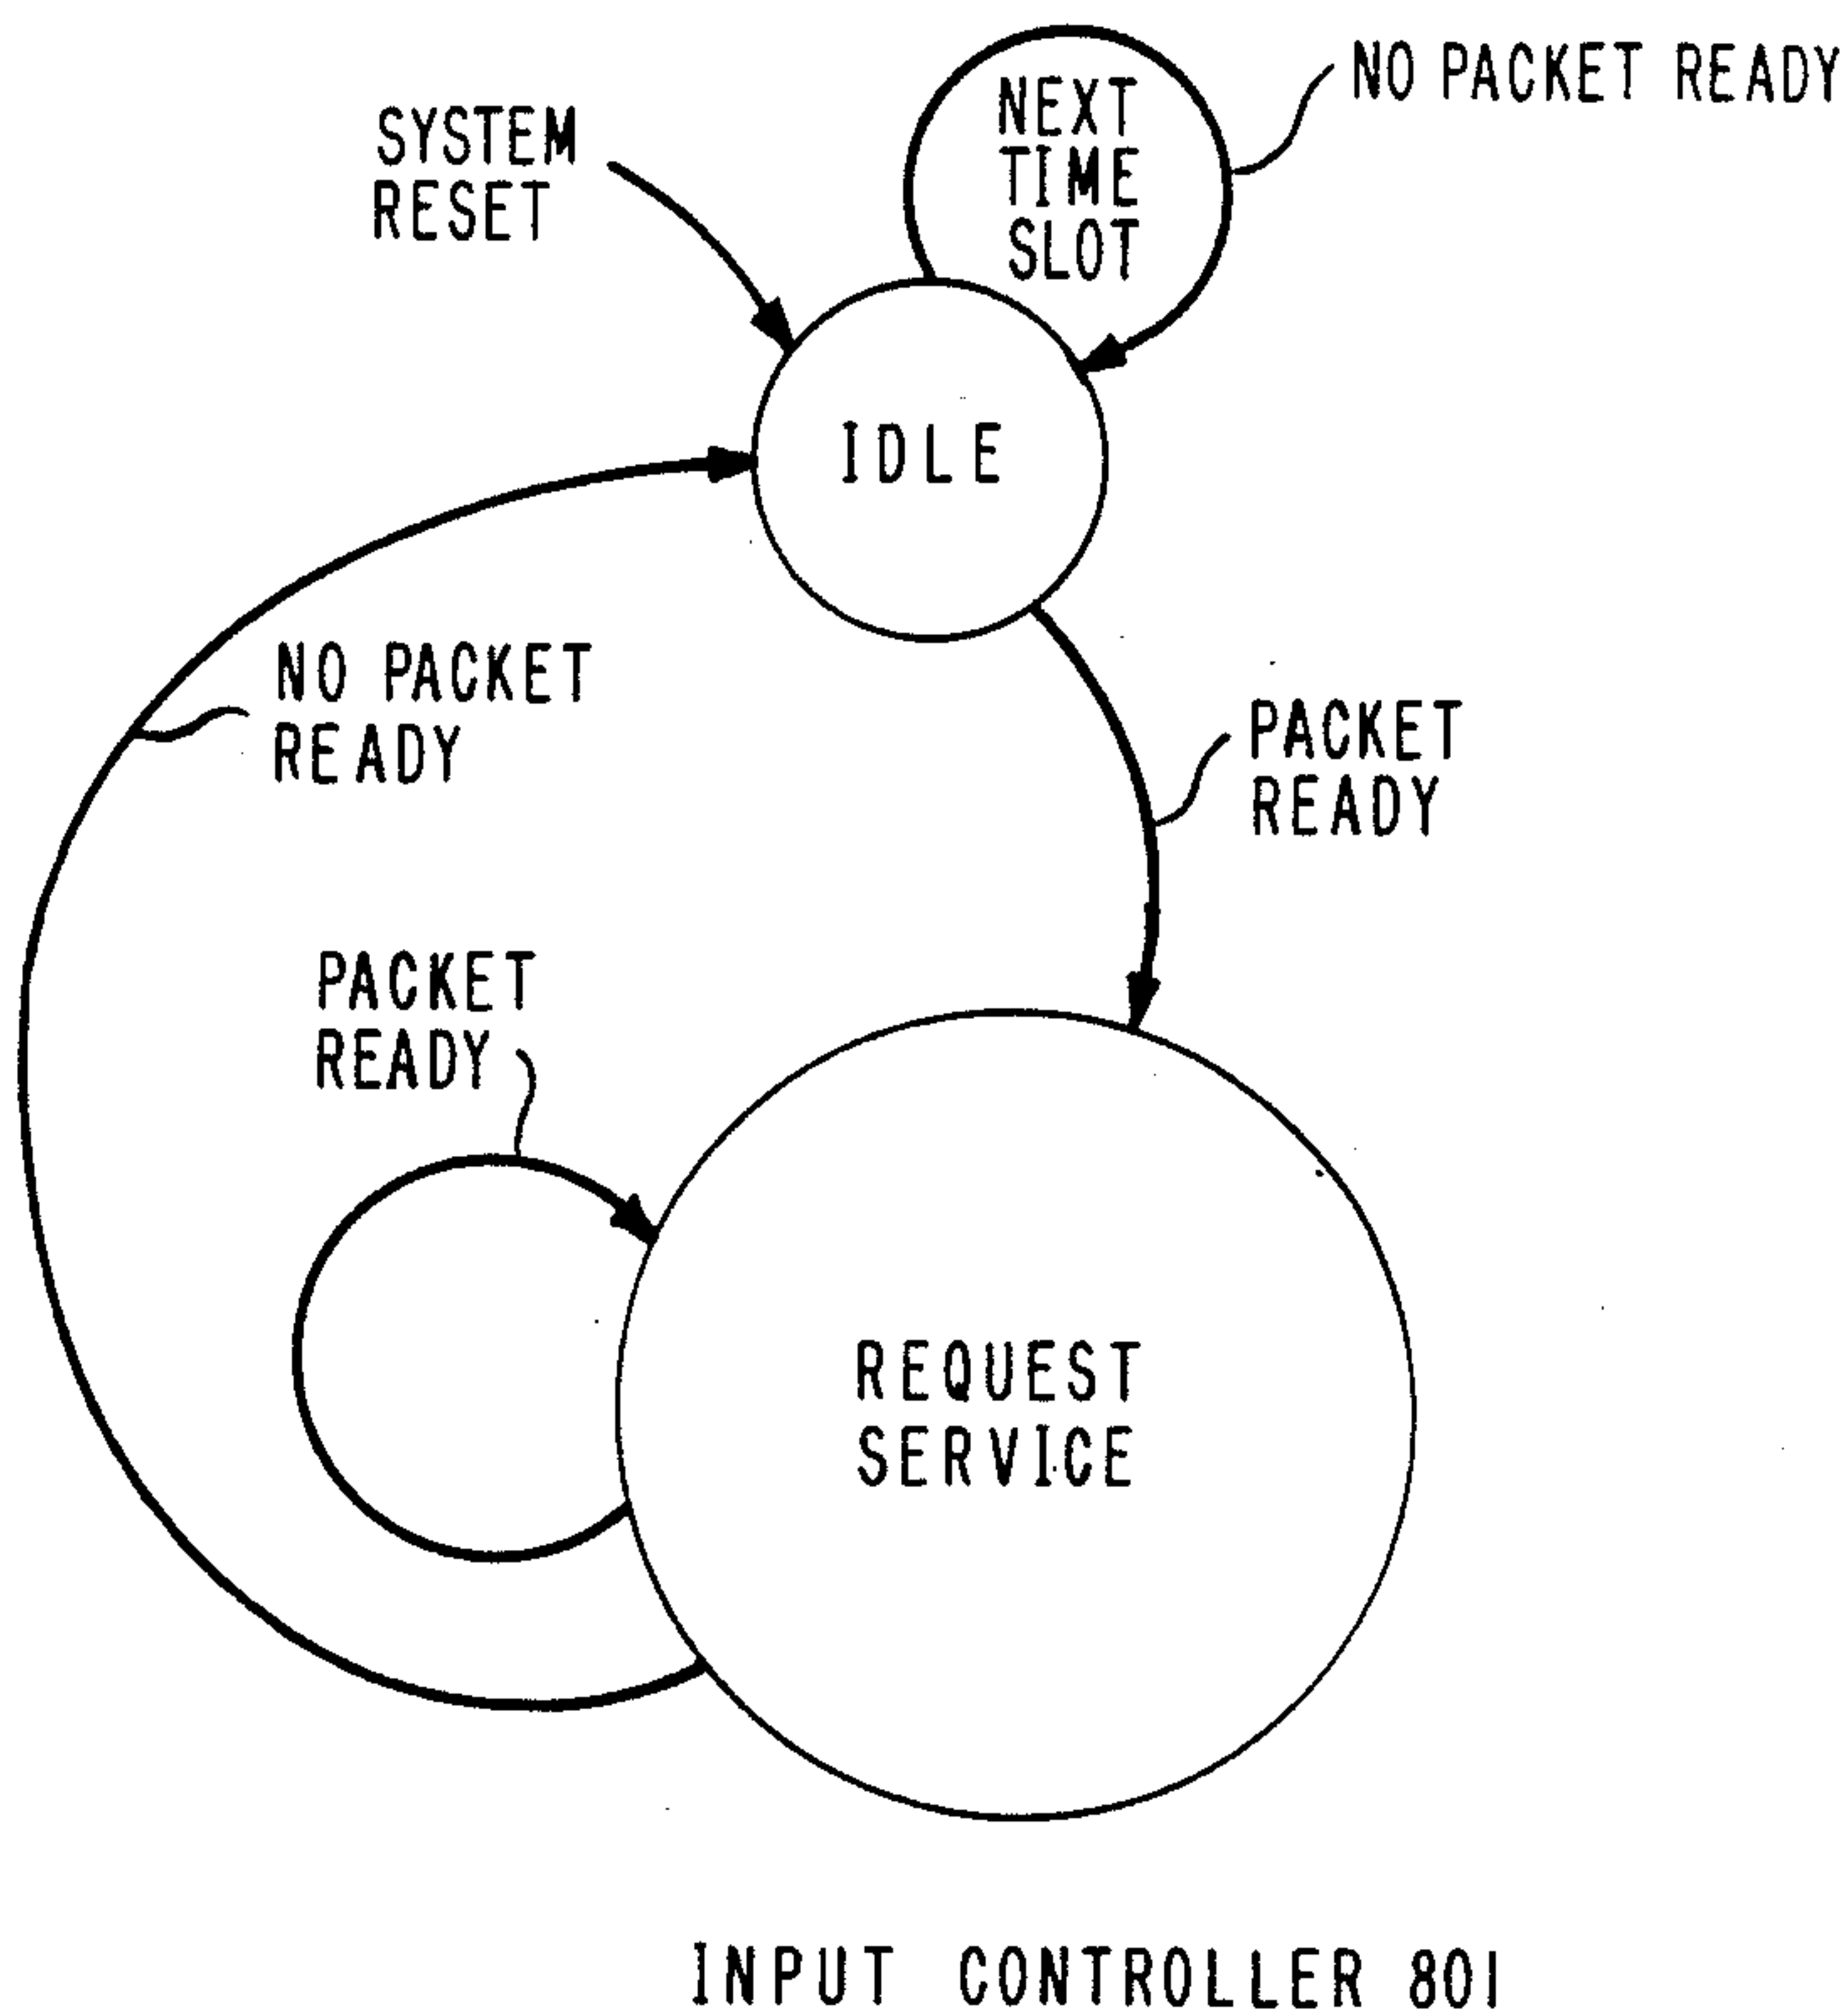 SYSTEM
RESET
NEXT
TIME
SLOT
NO PACKET READY
IDLE
NO PACKET
READY
PACKET
READY
PACKET
READY
REQUEST
SERVICE
INPUT CONTROLLER 801